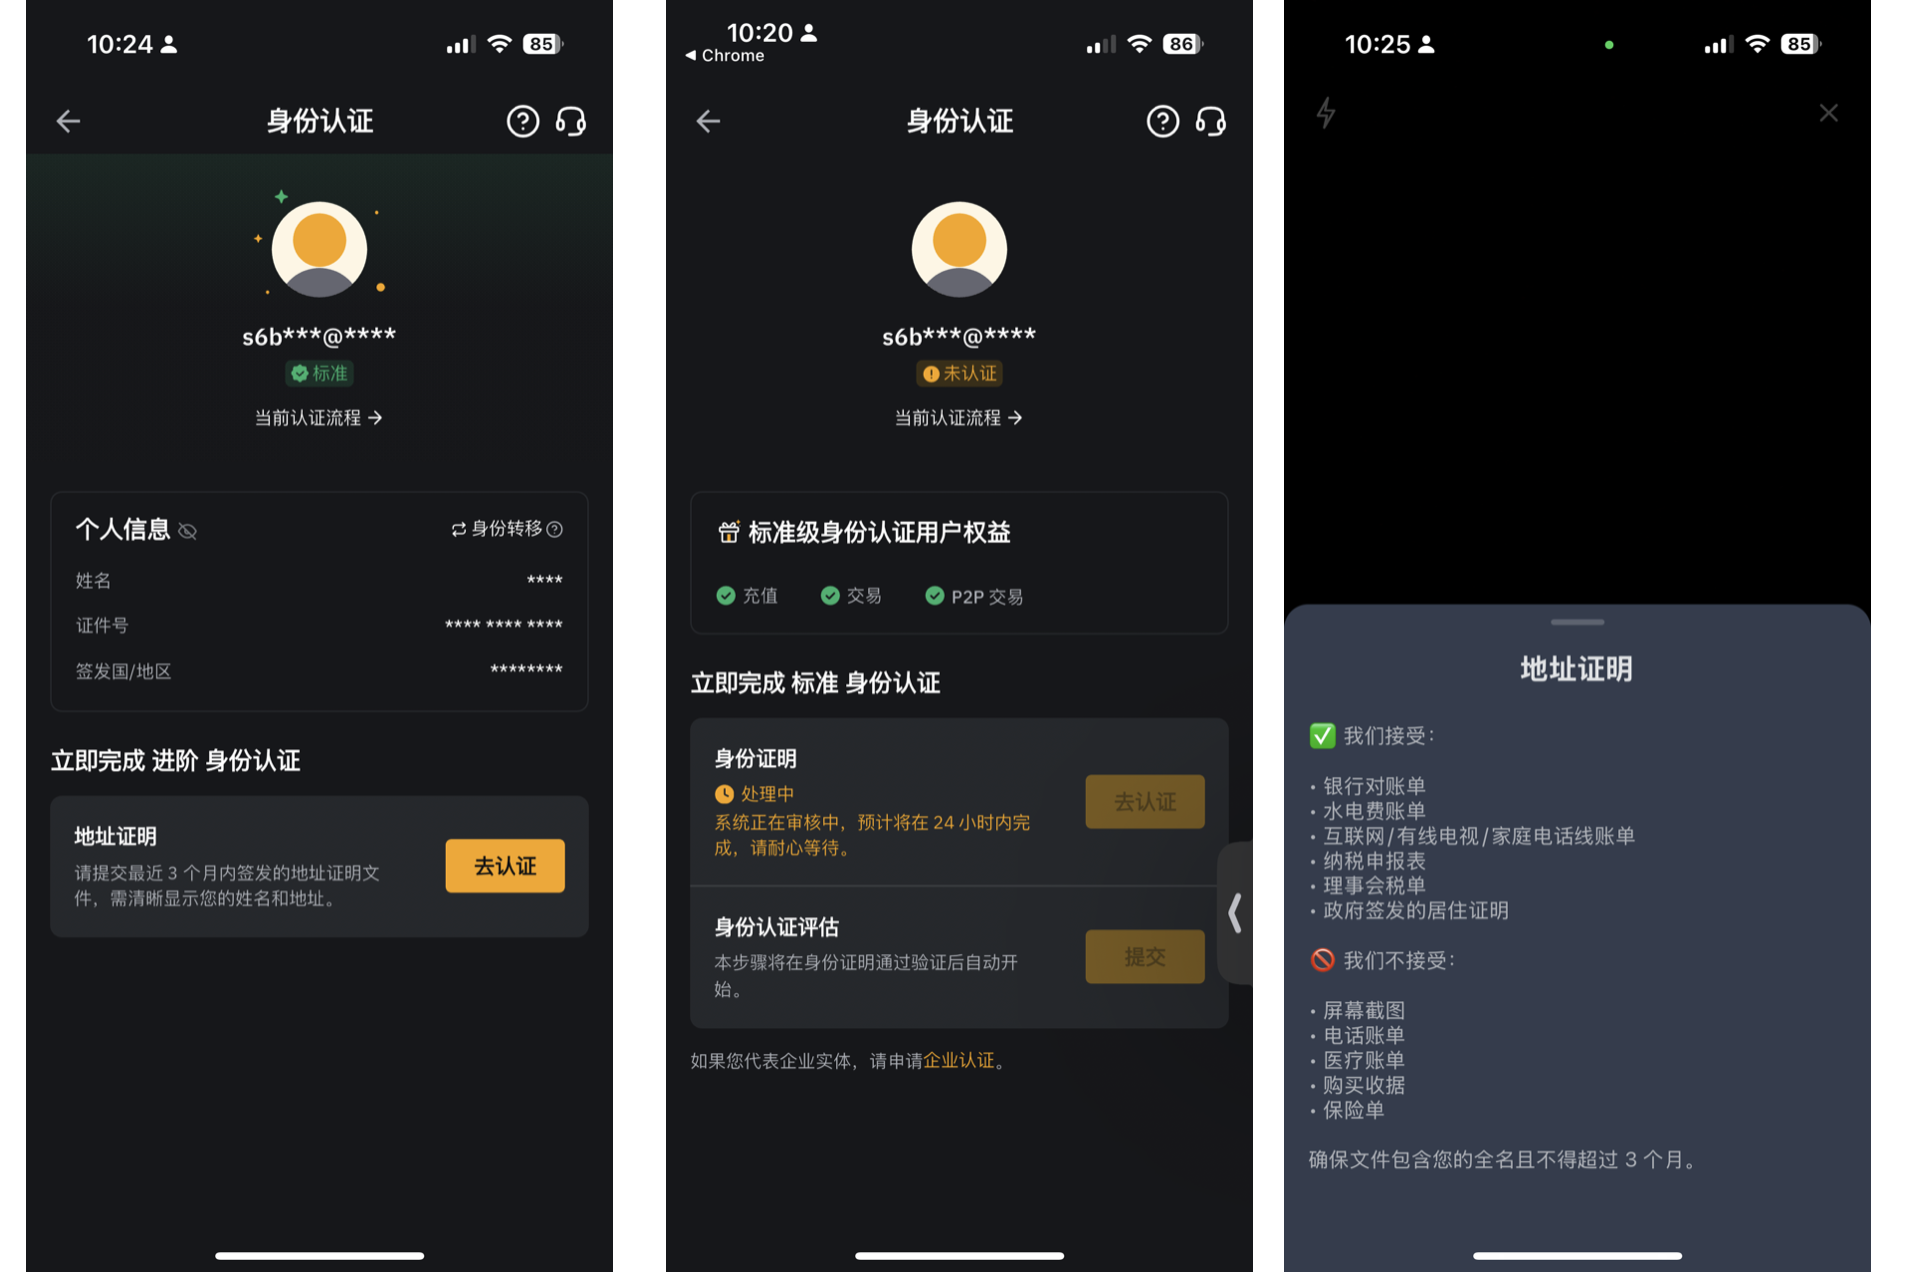 10:24
85
身份认证
s6b***@****
标准
当前认证流程 →
个人信息
身份转移
姓名
****
证件号
**** **** ****
签发国/地区
********
立即完成 进阶 身份认证
地址证明
请提交最近 3 个月内签发的地址证明文
件，需清晰显示您的姓名和地址。
去认证
10:20
◀ Chrome
86
身份认证
s6b***@****
未认证
当前认证流程 →
标准级身份认证用户权益
充值
交易
P2P 交易
立即完成 标准 身份认证
身份证明
处理中
系统正在审核中，预计将在 24 小时内完
成，请耐心等待。
去认证
身份认证评估
本步骤将在身份证明通过验证后自动开
始。
提交
如果您代表企业实体，请申请企业认证。
10:25
85
地址证明
✅ 我们接受：
• 银行对账单
• 水电费账单
• 互联网/有线电视/家庭电话线账单
• 纳税申报表
• 理事会税单
• 政府签发的居住证明
🚫 我们不接受：
• 屏幕截图
• 电话账单
• 医疗账单
• 购买收据
• 保险单
确保文件包含您的全名且不得超过 3 个月。